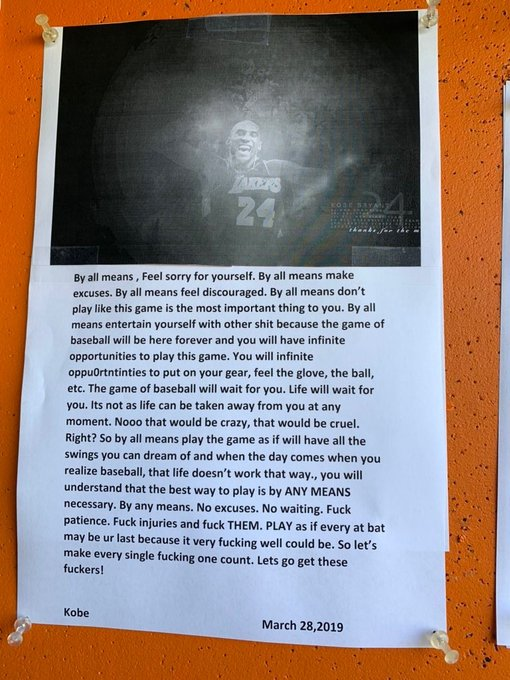 LAKERS
24
KOBE BRYANT
24
thanks for the m
By all means , Feel sorry for yourself. By all means make
excuses. By all means feel discouraged. By all means don't
play like this game is the most important thing to you. By all
means entertain yourself with other shit because the game of
baseball will be here forever and you will have infinite
opportunities to play this game. You will infinite
oppu0rtntinties to put on your gear, feel the glove, the ball,
etc. The game of baseball will wait for you. Life will wait for
you. Its not as life can be taken away from you at any
moment. Nooo that would be crazy, that would be cruel.
Right? So by all means play the game as if will have all the
swings you can dream of and when the day comes when you
realize baseball, that life doesn't work that way., you will
understand that the best way to play is by ANY MEANS
necessary. By any means. No excuses. No waiting. Fuck
patience. Fuck injuries and fuck THEM. PLAY as if every at bat
may be ur last because it very fucking well could be. So let's
make every single fucking one count. Lets go get these
fuckers!
Kobe
March 28,2019